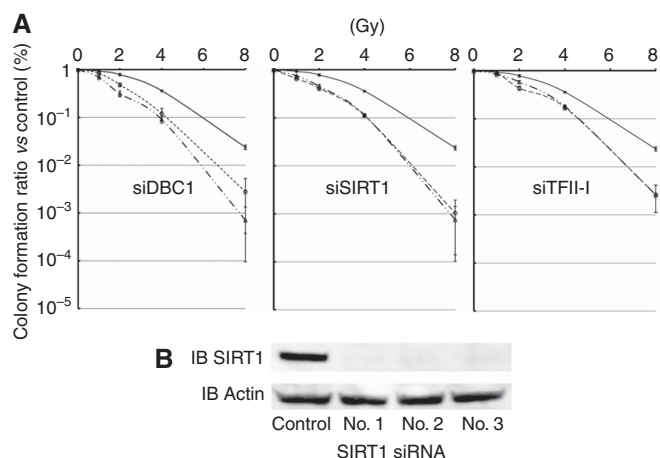 A
(Gy)
0 2 4 6 8 0 2 4 6 8 0 2 4 6 8
Colony formation ratio vs control (%)
1
10⁻¹
10⁻²
10⁻³
10⁻⁴
10⁻⁵
siDBC1
siSIRT1
siTFII-I
B
IB SIRT1
IB Actin
Control No. 1 No. 2 No. 3
SIRT1 siRNA